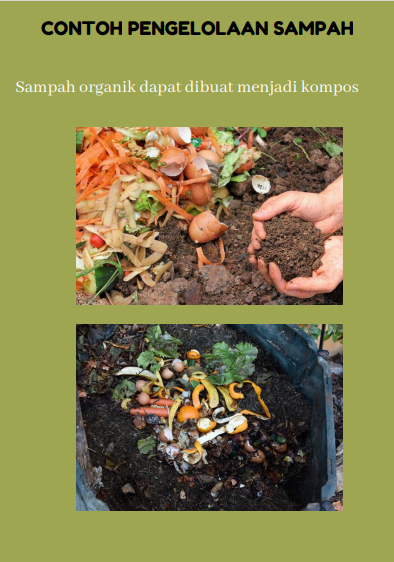 CONTOH PENGELOLAAN SAMPAH
Sampah organik dapat dibuat menjadi kompos